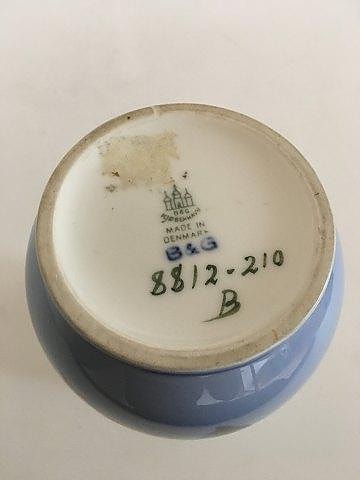 B&G
KJØBENHAVN
MADE IN
DENMARK
B&G
8812-210
B